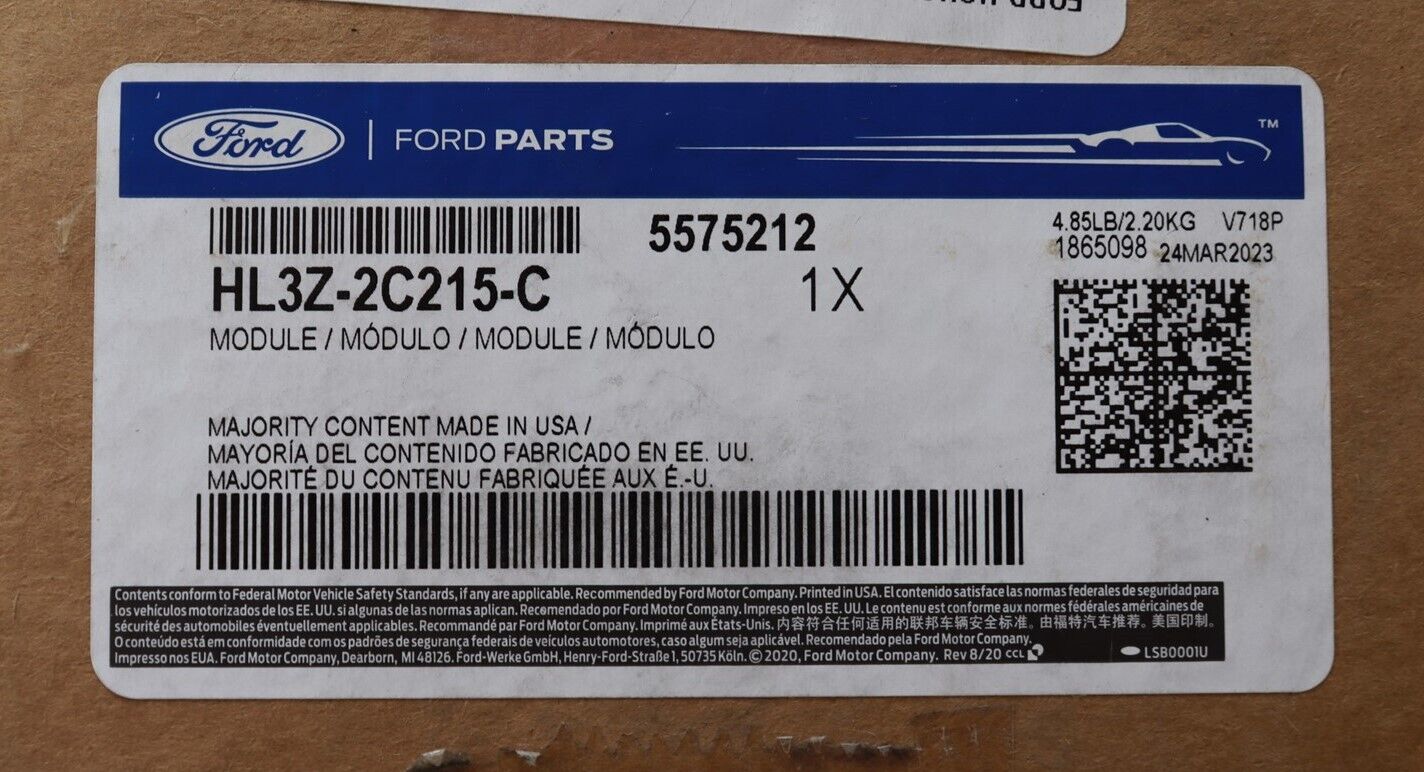 Ford | FORD PARTS TM
5575212
4.85LB/2.20KG V718P
1865098 24MAR2023
HL3Z-2C215-C 1X
MODULE / MÓDULO / MODULE / MÓDULO
MAJORITY CONTENT MADE IN USA /
MAYORÍA DEL CONTENIDO FABRICADO EN EE. UU.
MAJORITÉ DU CONTENU FABRIQUÉE AUX É.-U.
Contents conform to Federal Motor Vehicle Safety Standards, if any are applicable. Recommended by Ford Motor Company. Printed in USA. El contenido satisface las normas federales de seguridad para
los vehículos motorizados de los EE. UU. si algunas de las normas aplican. Recomendado por Ford Motor Company. Impreso en los EE. UU. Le contenu est conforme aux normes fédérales américaines de
sécurité des automobiles éventuellement applicables. Recommandé par Ford Motor Company. Imprimé aux États-Unis. 内容符合任何适用的联邦车辆安全标准。由福特汽车推荐。美国印制。
O conteúdo está em conformidade com os padrões de segurança federais de veículos automotores, caso algum seja aplicável. Recomendado pela Ford Motor Company.
Impresso nos EUA. Ford Motor Company, Dearborn, MI 48126. Ford-Werke GmbH, Henry-Ford-Straße 1, 50735 Köln. © 2020, Ford Motor Company. Rev 8/20 CCL
LSB0001U